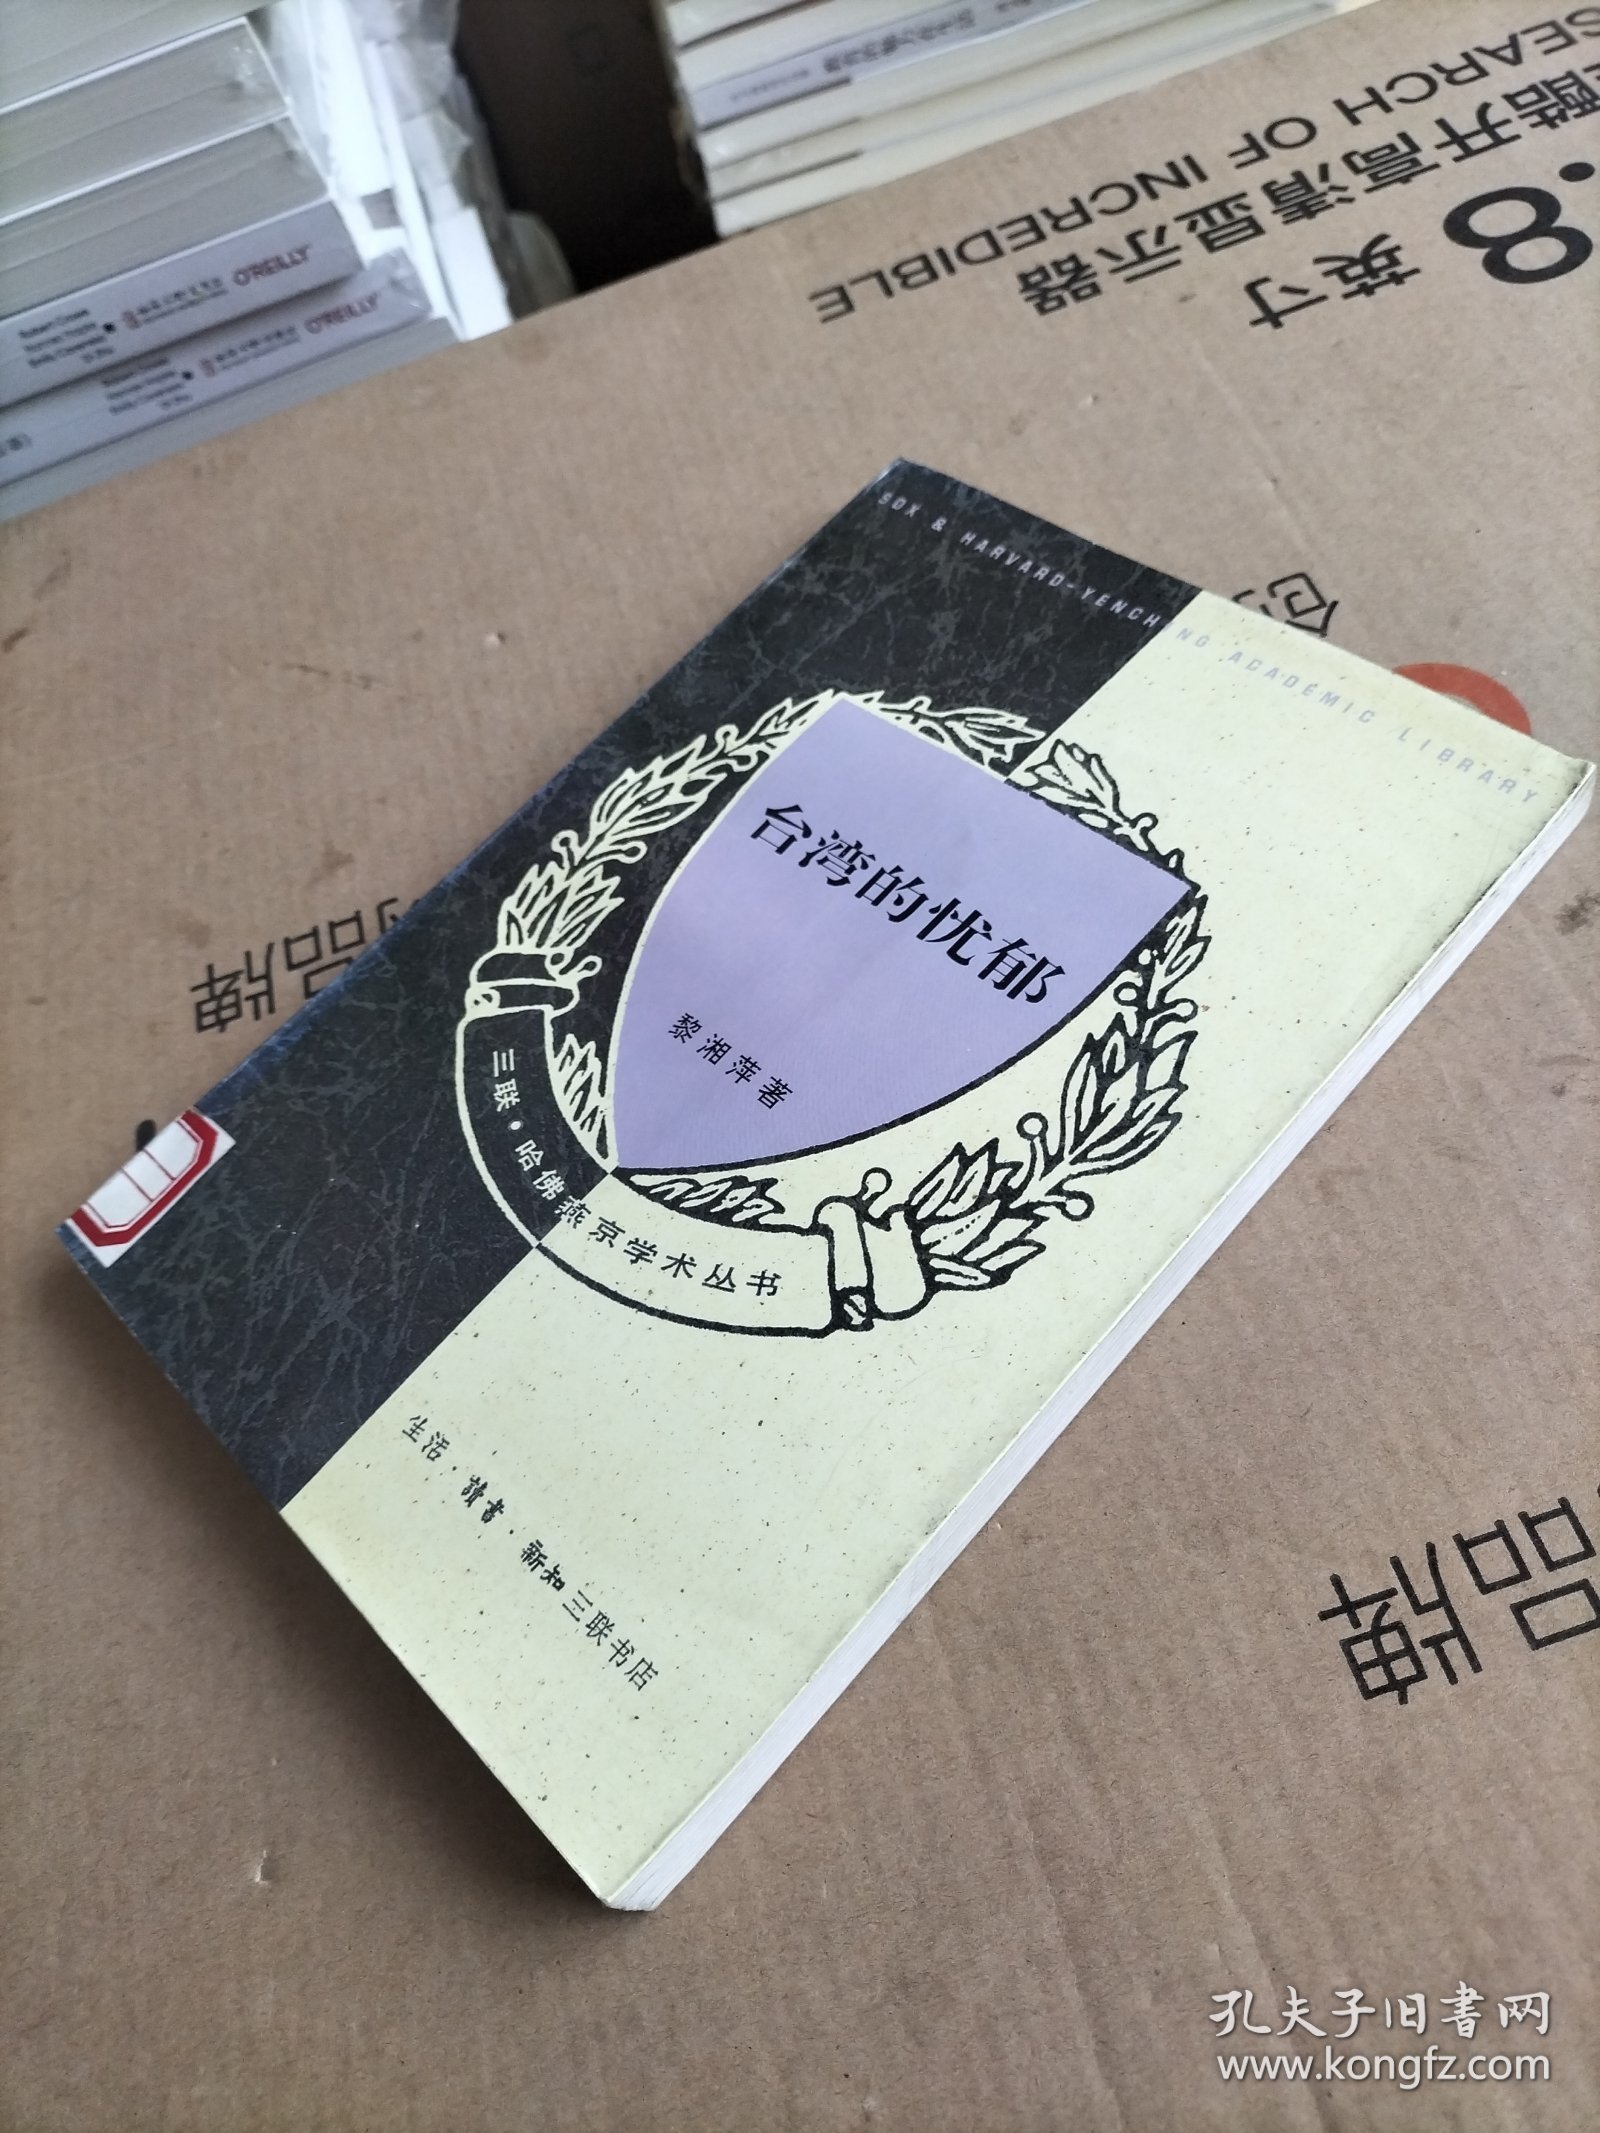 O'REILLY
O'REILLY
酷开高清显示器
SEARCH OF INCREDIBLE
8.
英寸
品牌
SDX & HARVARD-YENCHING ACADEMIC LIBRARY
台湾的忧郁
黎湘萍著
三联·哈佛燕京学术丛书
生活·讀書·新知三联书店
品牌
孔夫子旧书网
www.kongfz.com